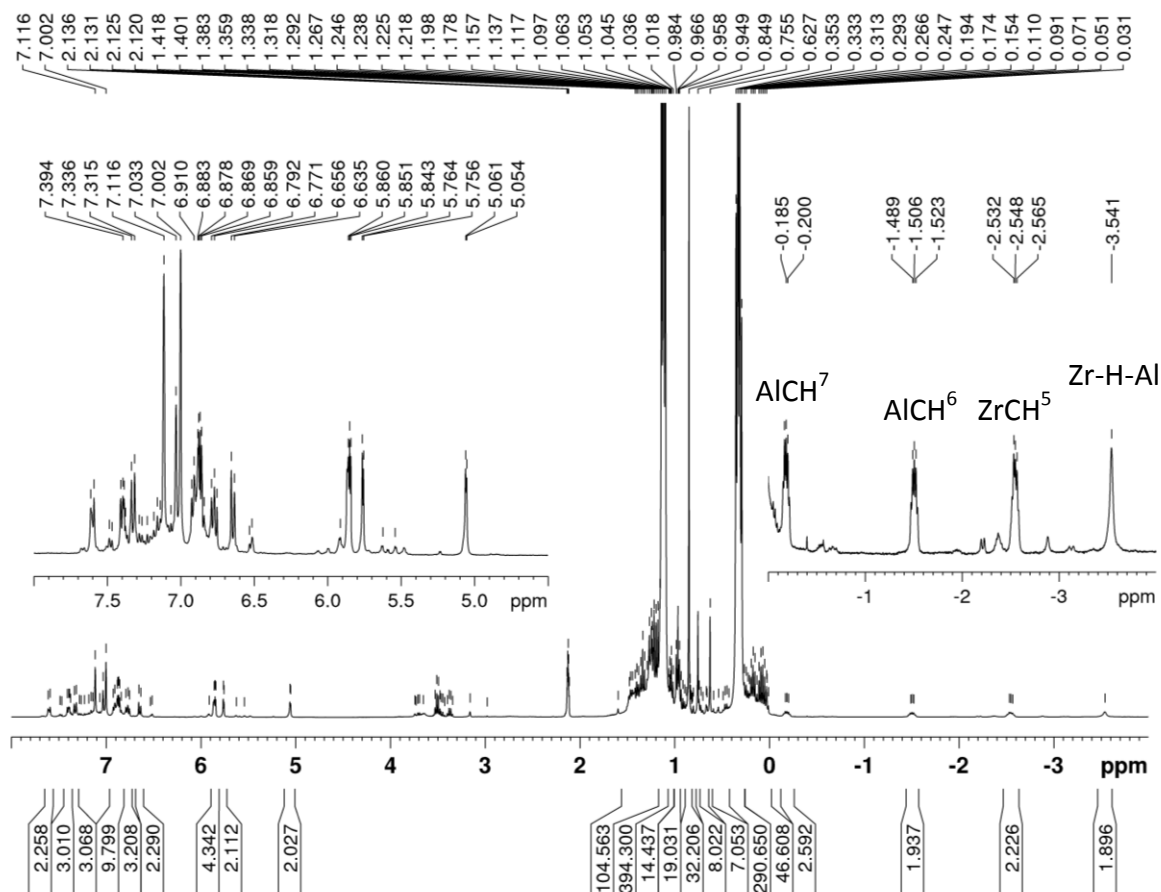 7.116 7.002 2.136 2.131 2.125 2.120 1.418 1.401 1.383 1.359 1.338 1.318 1.292 1.267 1.246 1.238 1.225 1.218 1.198 1.178 1.157 1.137 1.117 1.097 1.063 1.053 1.045 1.036 1.018 0.984 0.966 0.958 0.949 0.849 0.755 0.627 0.353 0.333 0.313 0.293 0.266 0.247 0.194 0.174 0.154 0.110 0.091 0.071 0.051 0.031
7.394 7.336 7.315 7.116 7.033 7.002 6.910 6.883 6.878 6.869 6.859 6.792 6.771 6.656 6.635 5.860 5.851 5.843 5.764 5.756 5.061 5.054
-0.185 -0.200 -1.489 -1.506 -1.523 -2.532 -2.548 -2.565 -3.541
AlCH⁷ AlCH⁶ ZrCH⁵ Zr-H-Al
7.5 7.0 6.5 6.0 5.5 5.0 ppm
-1 -2 -3 ppm
7 6 5 4 3 2 1 0 -1 -2 -3 ppm
2.258 3.010 3.068 9.799 3.208 2.290 4.342 2.112 2.027 104.563 394.300 14.437 19.031 32.206 8.022 7.053 290.650 46.608 2.592 1.937 2.226 1.896